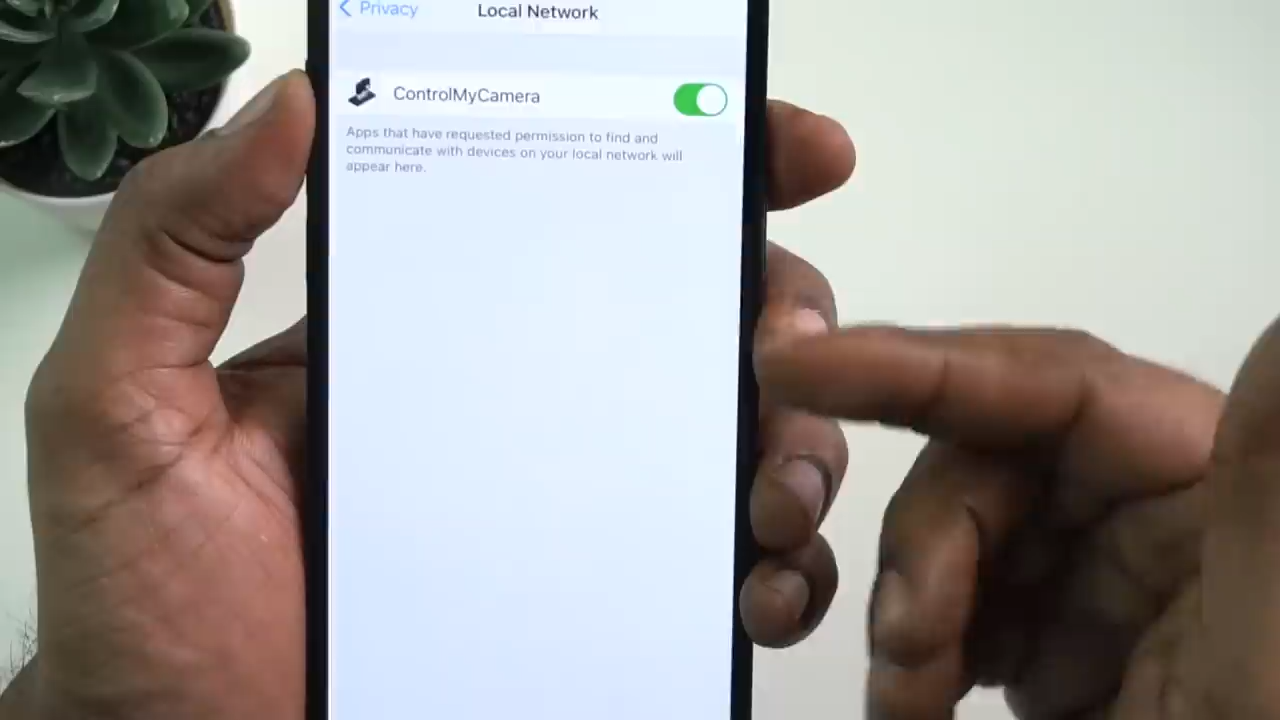 Privacy
Local Network
ControlMyCamera
Apps that have requested permission to find and
communicate with devices on your local network will
appear here.